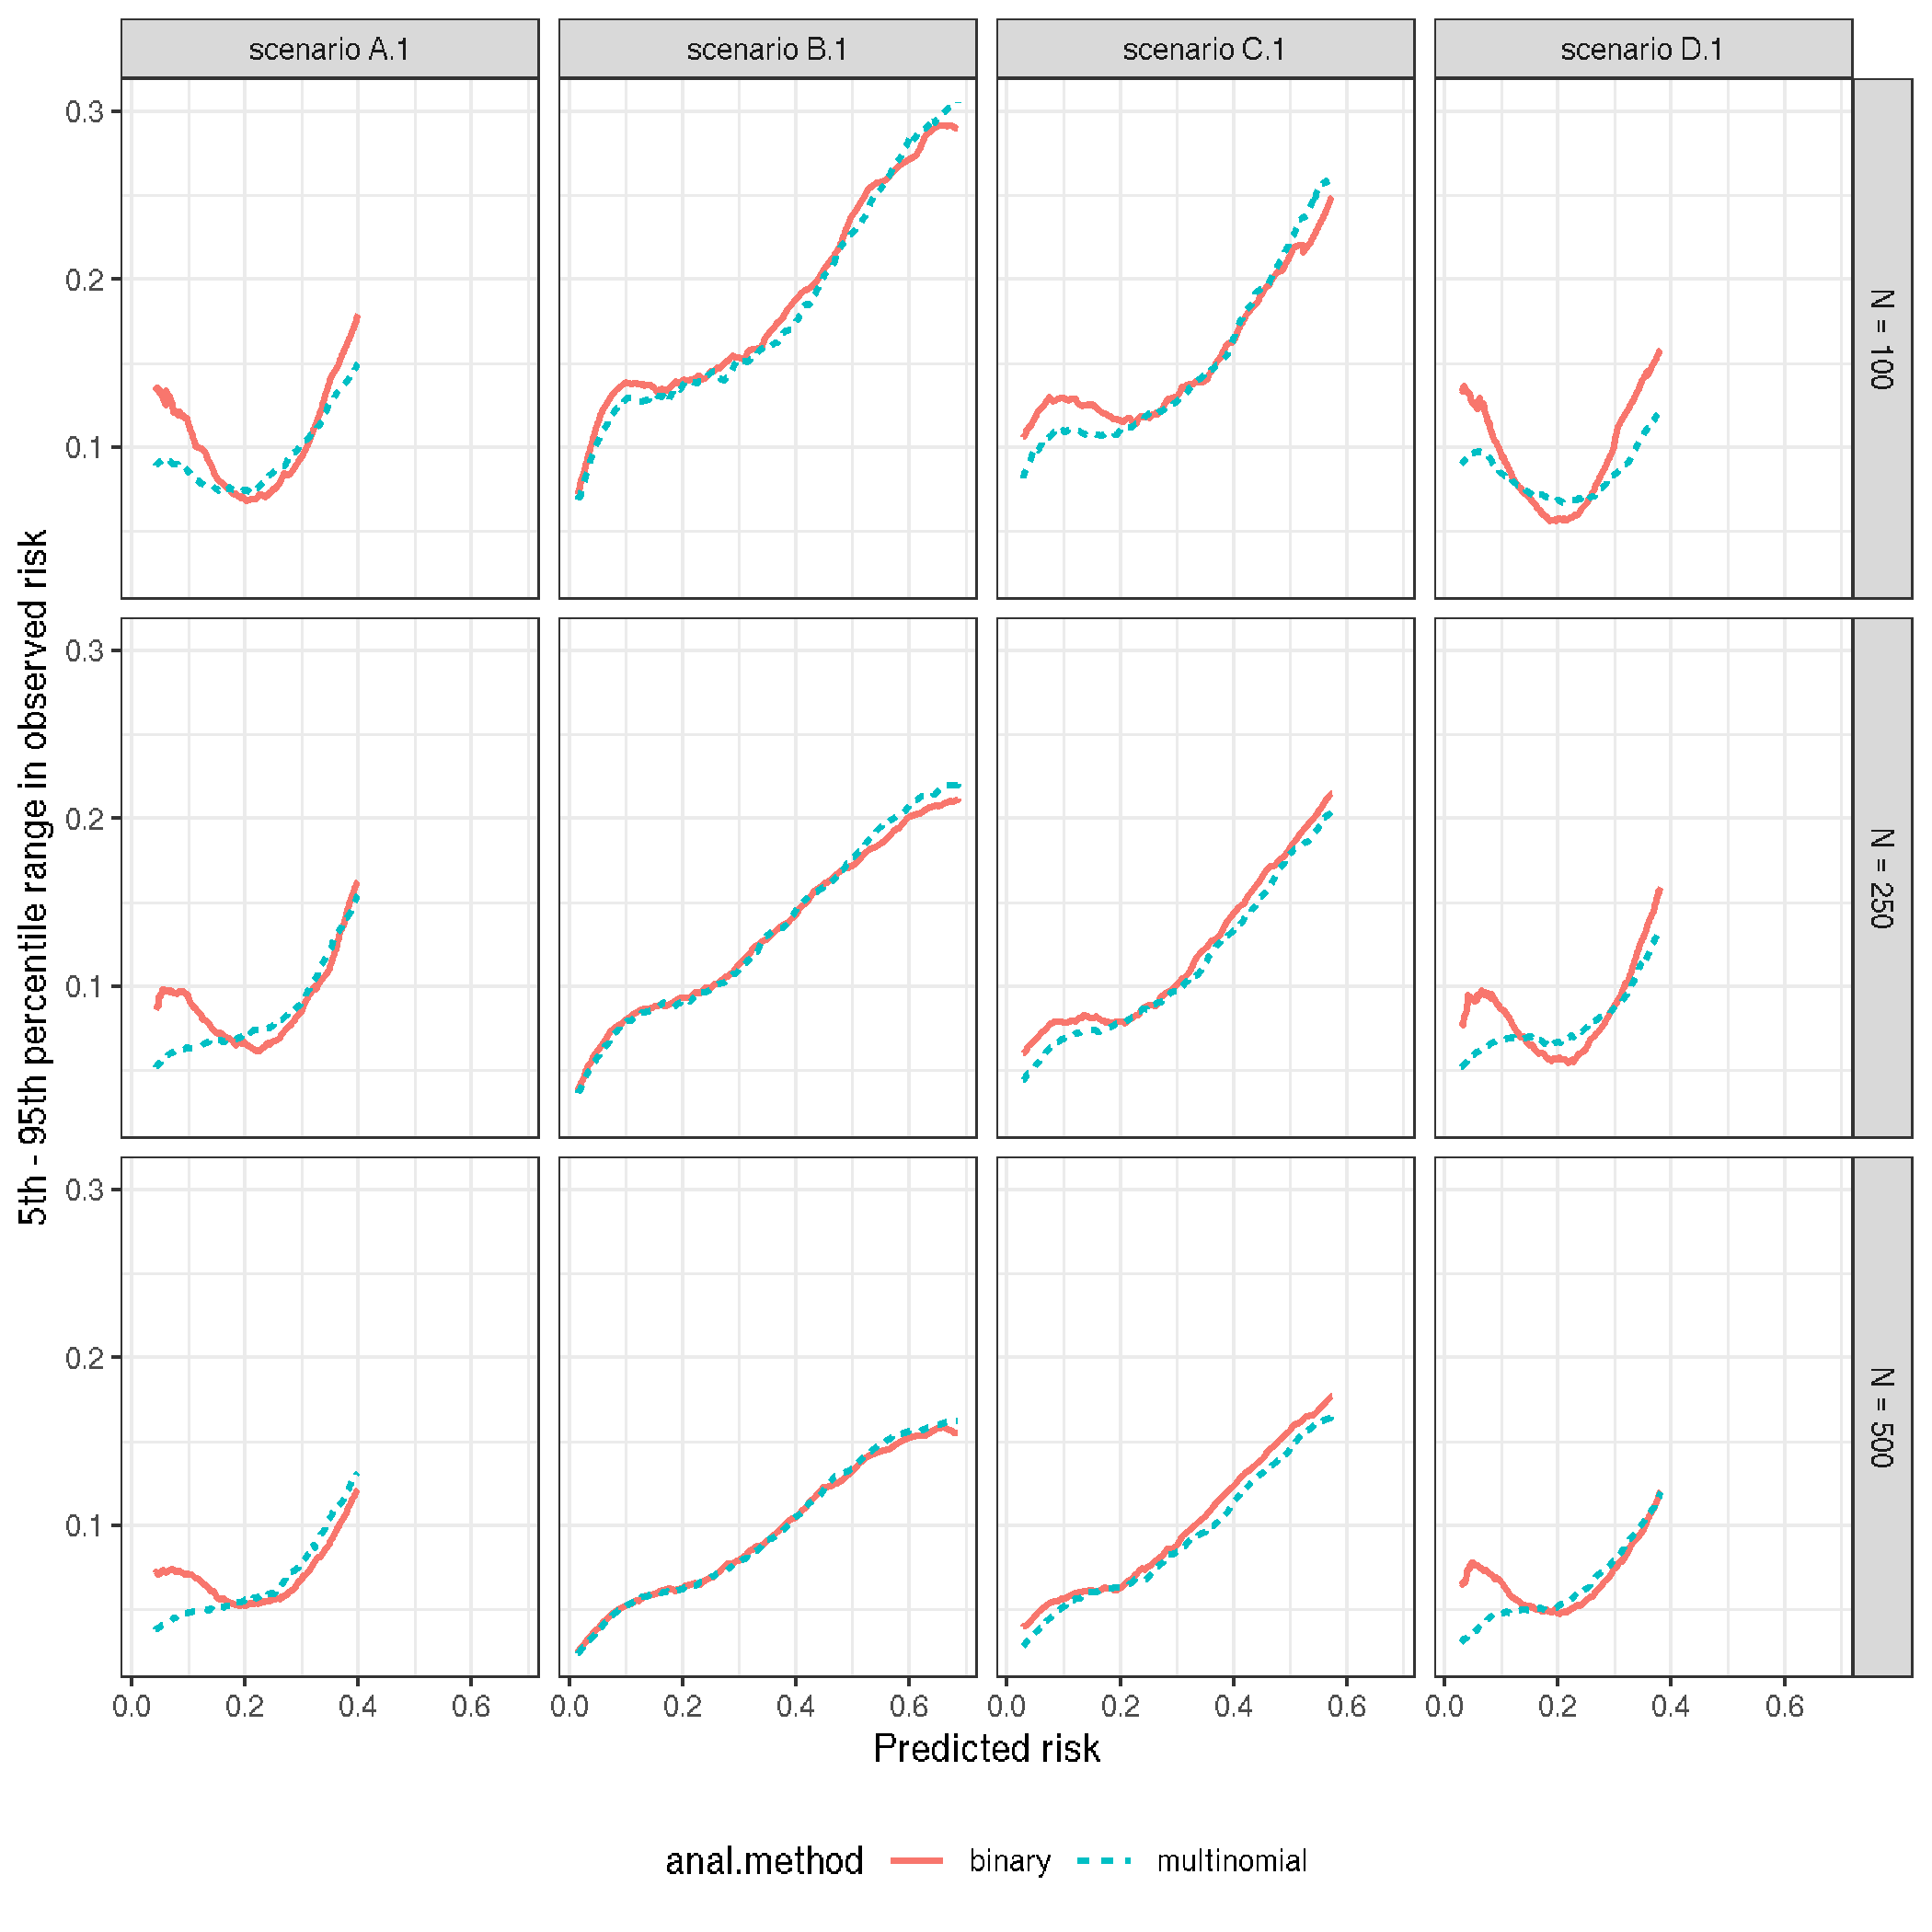 scenario A.1
scenario B.1
scenario C.1
scenario D.1
5th - 95th percentile range in observed risk
0.3
0.2
0.1
N = 100
0.3
0.2
0.1
N = 250
0.3
0.2
0.1
N = 500
0.0 0.2 0.4 0.6
0.0 0.2 0.4 0.6
0.0 0.2 0.4 0.6
0.0 0.2 0.4 0.6
Predicted risk
anal.method binary multinomial